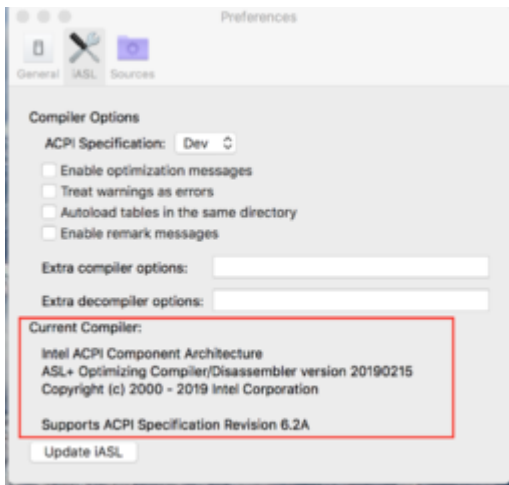 Preferences
General iASL Sources
Compiler Options
ACPI Specification: Dev
Enable optimization messages
Treat warnings as errors
Autoload tables in the same directory
Enable remark messages
Extra compiler options:
Extra decompiler options:
Current Compiler:
Intel ACPI Component Architecture
ASL+ Optimizing Compiler/Disassembler version 20190215
Copyright (c) 2000 - 2019 Intel Corporation
Supports ACPI Specification Revision 6.2A
Update iASL